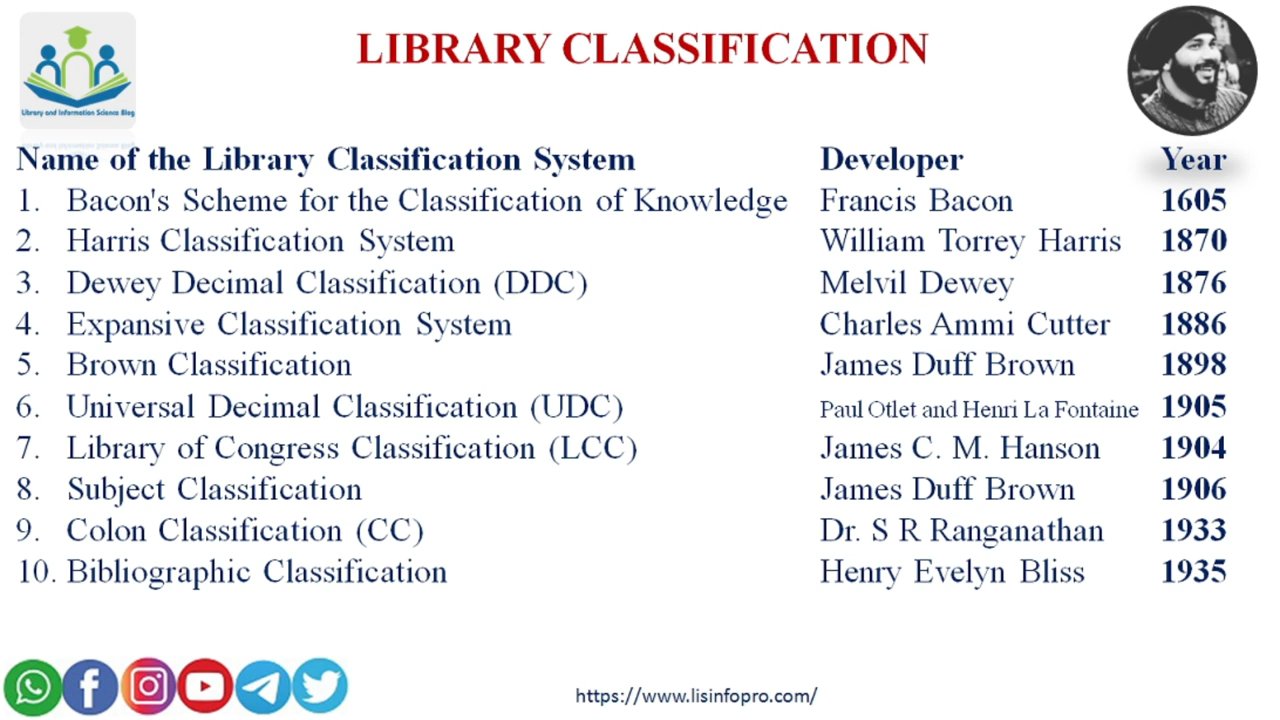 LIBRARY CLASSIFICATION
Library and Information Science Blog
Name of the Library Classification System Developer Year
1. Bacon's Scheme for the Classification of Knowledge Francis Bacon 1605
2. Harris Classification System William Torrey Harris 1870
3. Dewey Decimal Classification (DDC) Melvil Dewey 1876
4. Expansive Classification System Charles Ammi Cutter 1886
5. Brown Classification James Duff Brown 1898
6. Universal Decimal Classification (UDC) Paul Otlet and Henri La Fontaine 1905
7. Library of Congress Classification (LCC) James C. M. Hanson 1904
8. Subject Classification James Duff Brown 1906
9. Colon Classification (CC) Dr. S R Ranganathan 1933
10. Bibliographic Classification Henry Evelyn Bliss 1935
https://www.lisinfopro.com/